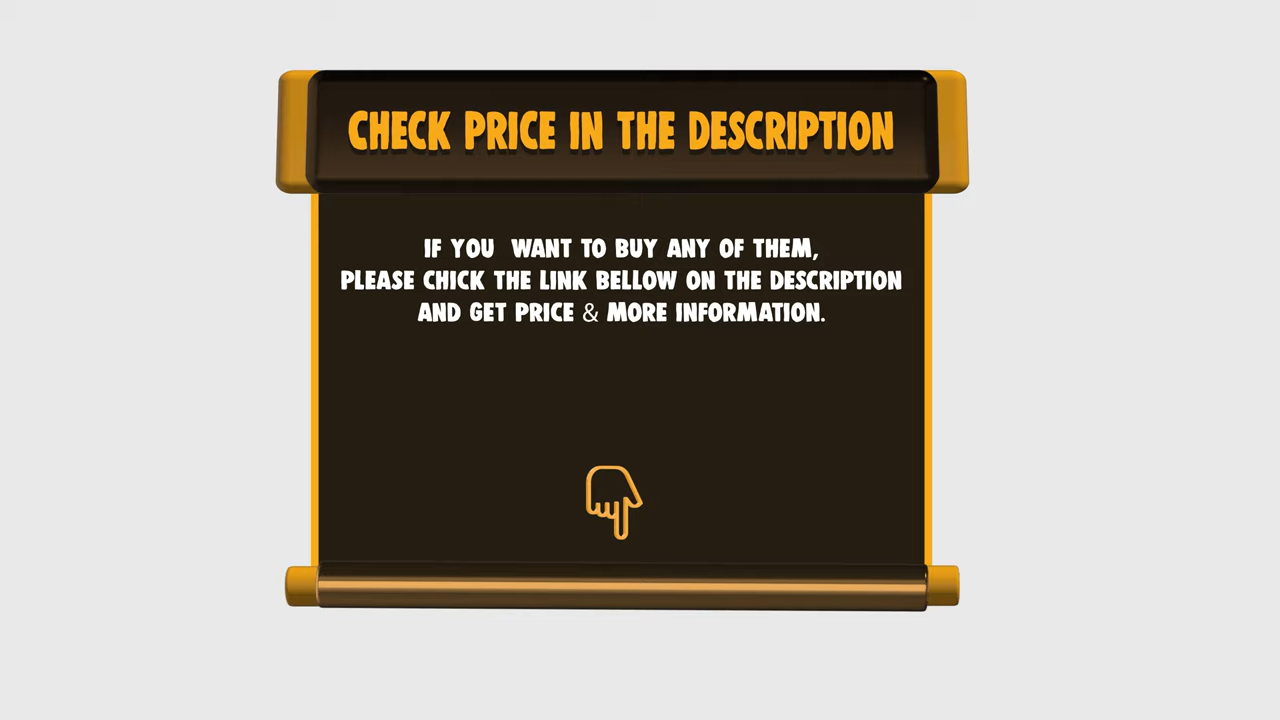 CHECK PRICE IN THE DESCRIPTION
IF YOU WANT TO BUY ANY OF THEM,
PLEASE CHICK THE LINK BELLOW ON THE DESCRIPTION
AND GET PRICE & MORE INFORMATION.